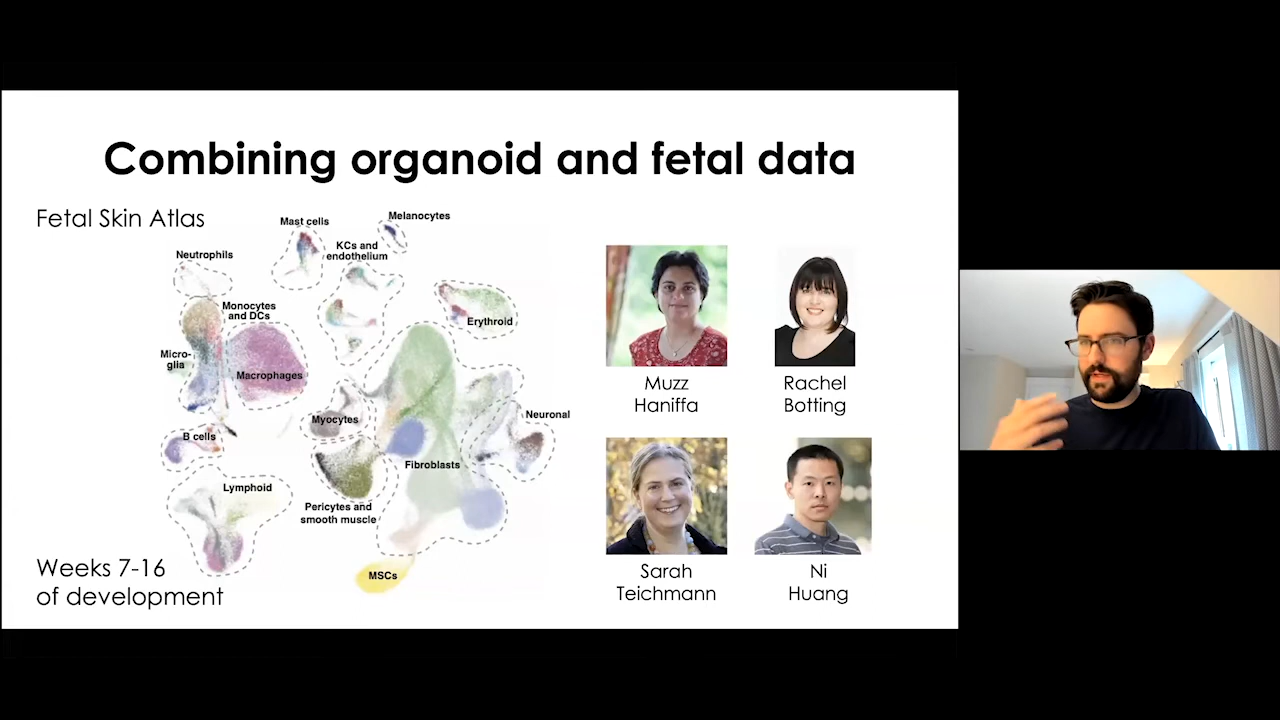 Combining organoid and fetal data
Fetal Skin Atlas
Mast cells
Melanocytes
KCs and
endothelium
Neutrophils
Monocytes
and DCs
Erythroid
Micro-
glia
Macrophages
Myocytes
Neuronal
B cells
Fibroblasts
Lymphoid
Pericytes and
smooth muscle
MSCs
Weeks 7-16
of development
Muzz
Haniffa
Rachel
Botting
Sarah
Teichmann
Ni
Huang